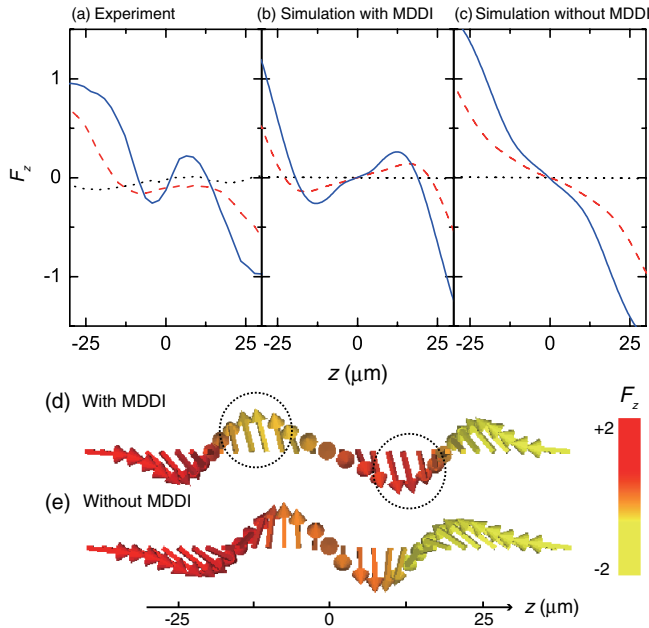 (a) Experiment
(b) Simulation with MDDI
(c) Simulation without MDDI
F_z
1
0
-1
-25 0 25
-25 0 25
-25 0 25
z (μm)
(d) With MDDI
F_z
+2
-2
(e) Without MDDI
-25 0 25 z (μm)